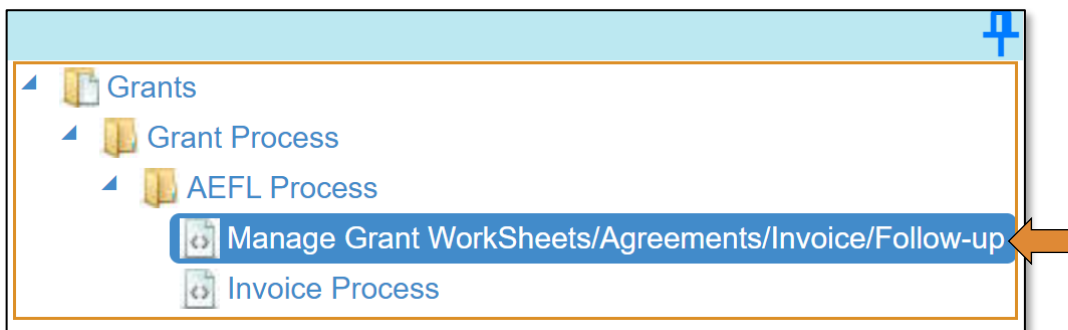 Grants
Grant Process
AEFL Process
Manage Grant WorkSheets/Agreements/Invoice/Follow-up
Invoice Process